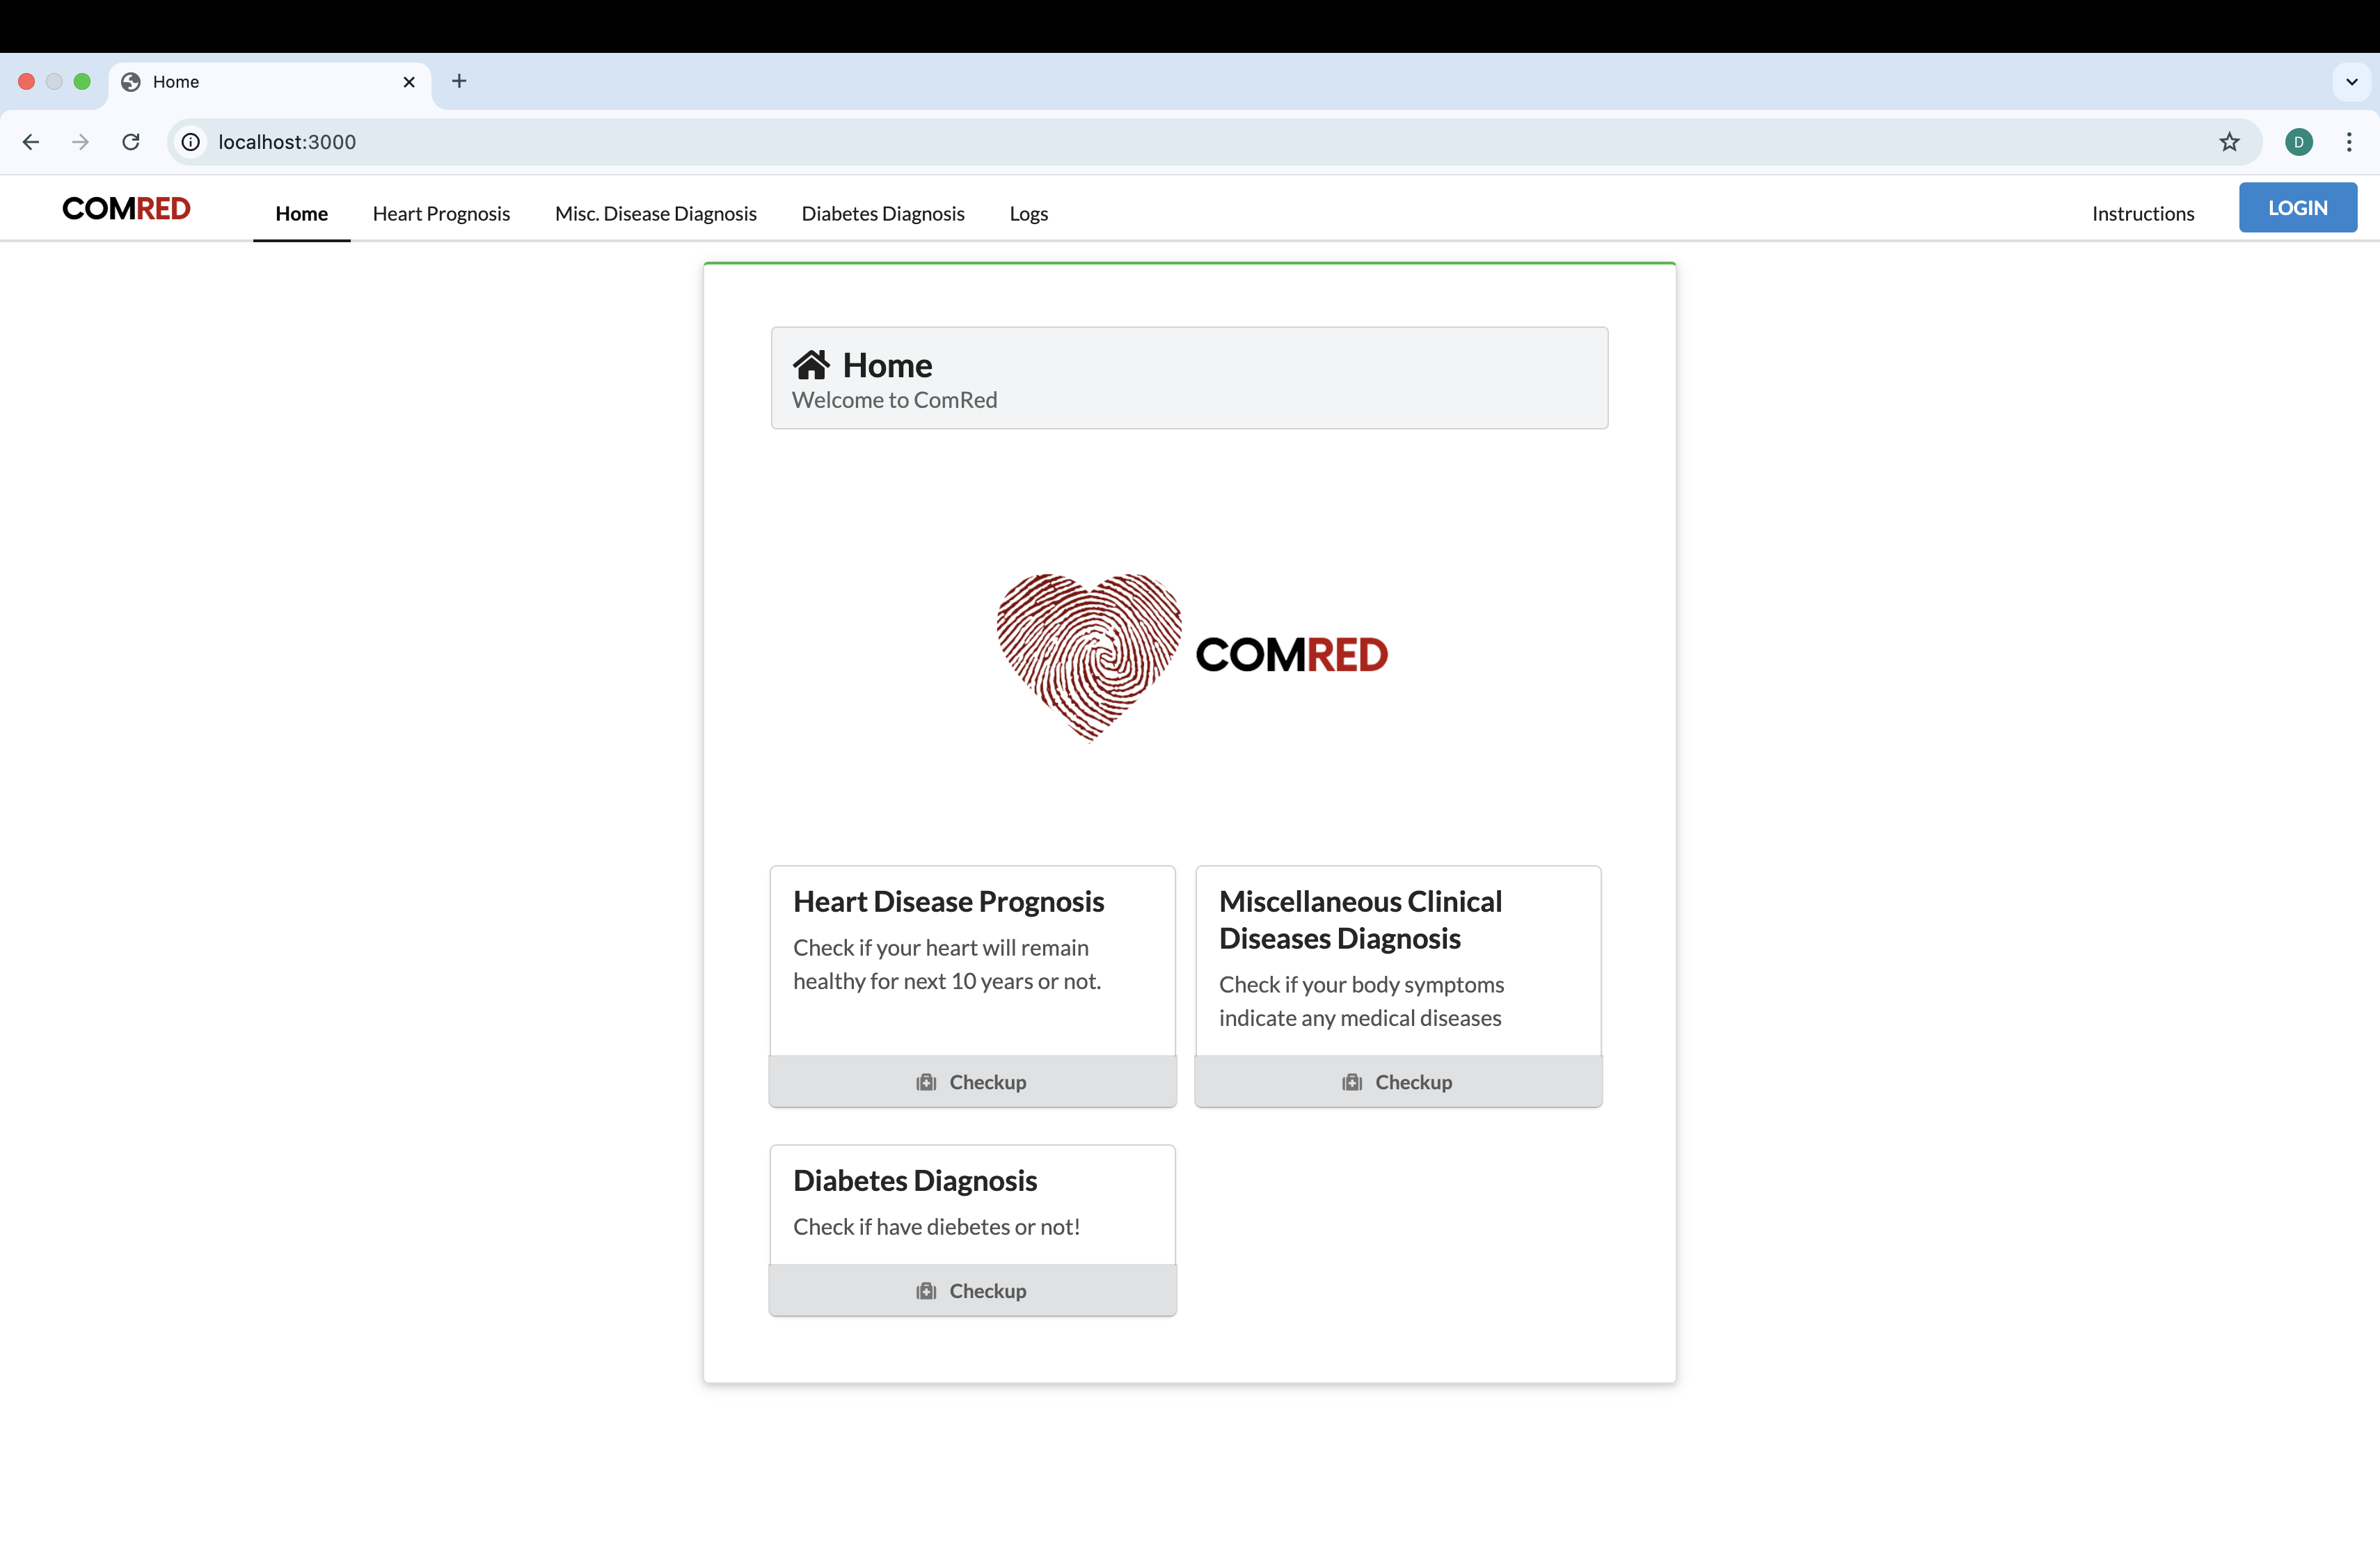 Home
localhost:3000
D
COMRED
Home
Heart Prognosis
Misc. Disease Diagnosis
Diabetes Diagnosis
Logs
Instructions
LOGIN
Home
Welcome to ComRed
COMRED
Heart Disease Prognosis
Check if your heart will remain
healthy for next 10 years or not.
Checkup
Miscellaneous Clinical
Diseases Diagnosis
Check if your body symptoms
indicate any medical diseases
Checkup
Diabetes Diagnosis
Check if have diebetes or not!
Checkup